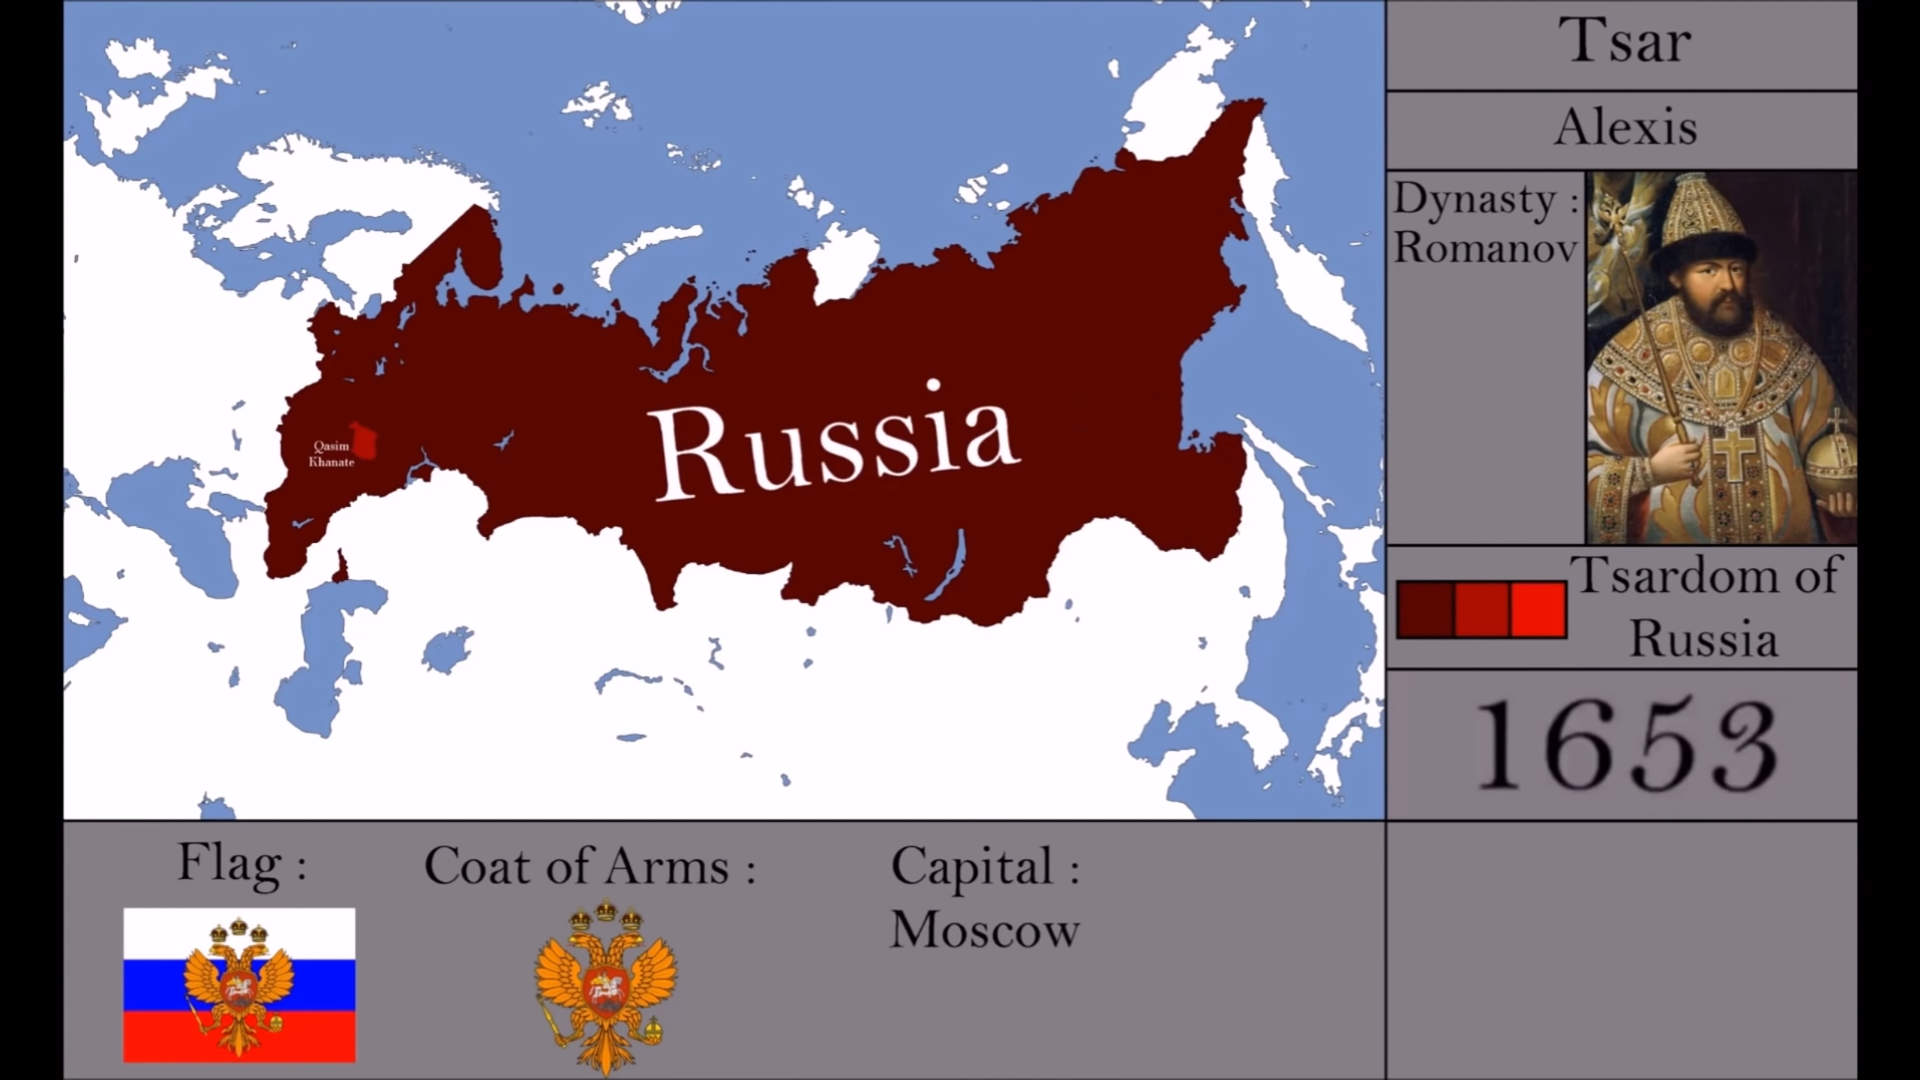 Tsar
Alexis
Dynasty :
Romanov
Qasim
Khanate
Russia
Tsardom of
Russia
1653
Flag :
Coat of Arms :
Capital :
Moscow